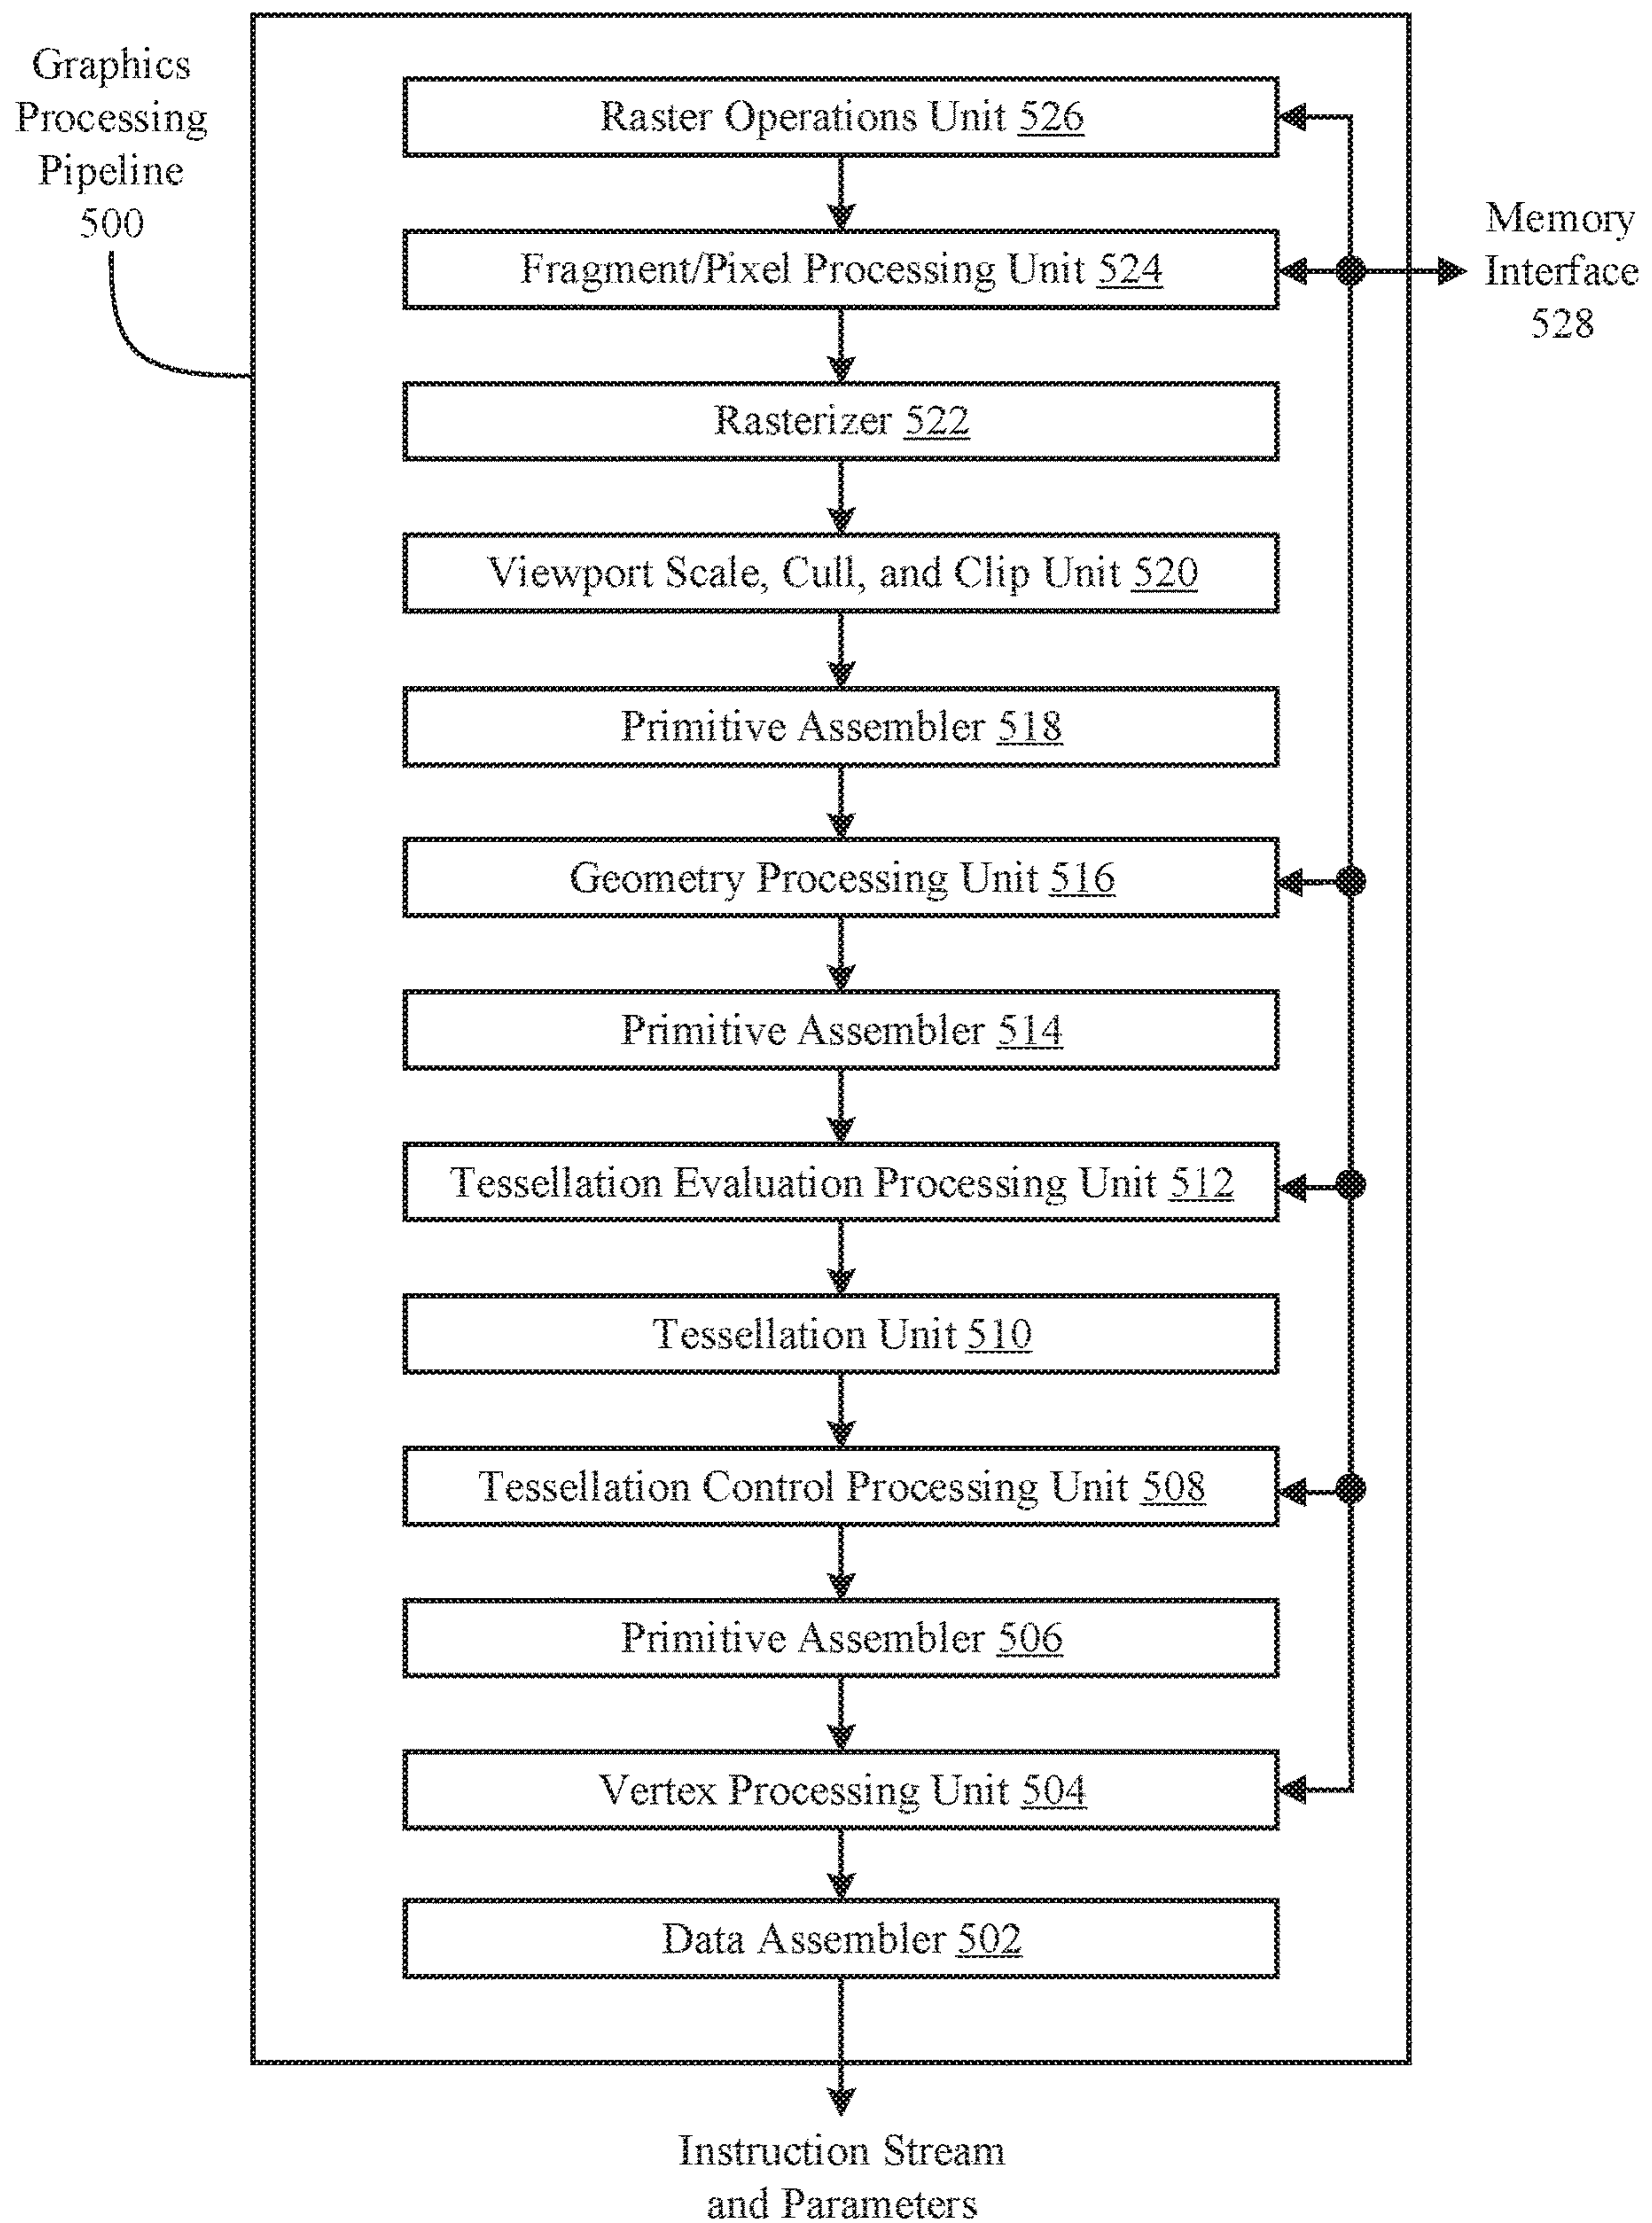 Graphics
Processing
Pipeline
500
Raster Operations Unit 526
Fragment/Pixel Processing Unit 524
Memory
Interface
528
Rasterizer 522
Viewport Scale, Cull, and Clip Unit 520
Primitive Assembler 518
Geometry Processing Unit 516
Primitive Assembler 514
Tessellation Evaluation Processing Unit 512
Tessellation Unit 510
Tessellation Control Processing Unit 508
Primitive Assembler 506
Vertex Processing Unit 504
Data Assembler 502
Instruction Stream
and Parameters